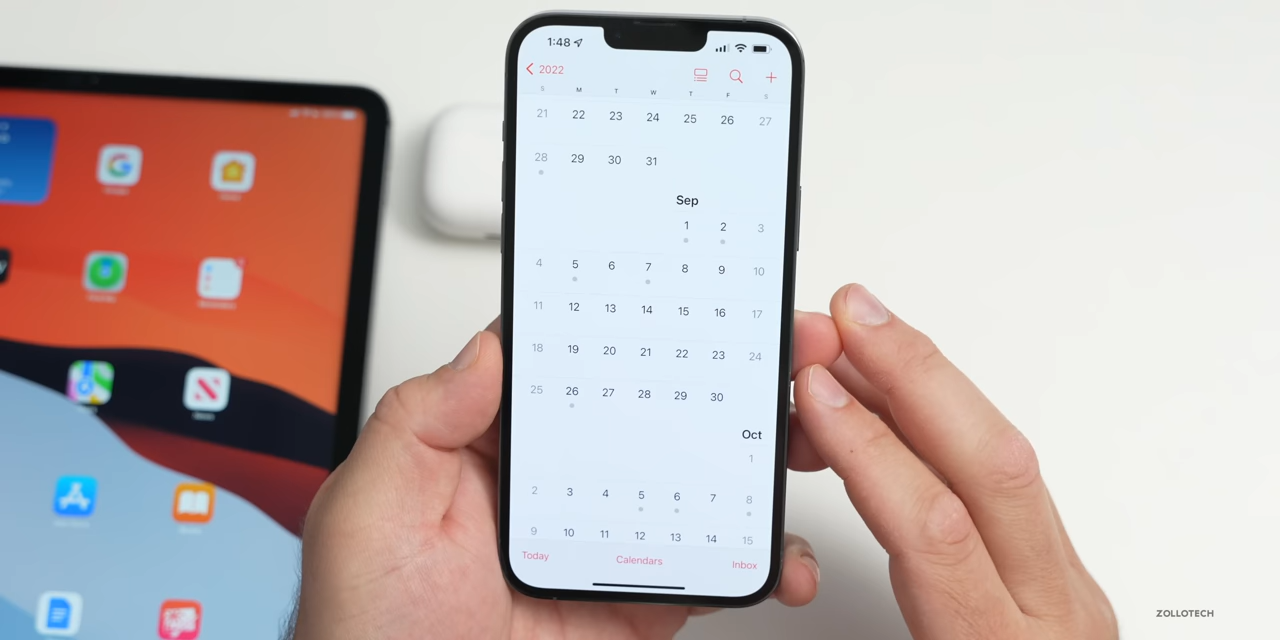 1:48
2022
S M T W T F S
21 22 23 24 25 26 27
28 29 30 31
Sep
1 2 3
4 5 6 7 8 9 10
11 12 13 14 15 16 17
18 19 20 21 22 23 24
25 26 27 28 29 30
Oct
1
2 3 4 5 6 7 8
9 10 11 12 13 14 15
Today Calendars Inbox
ZOLLOTECH